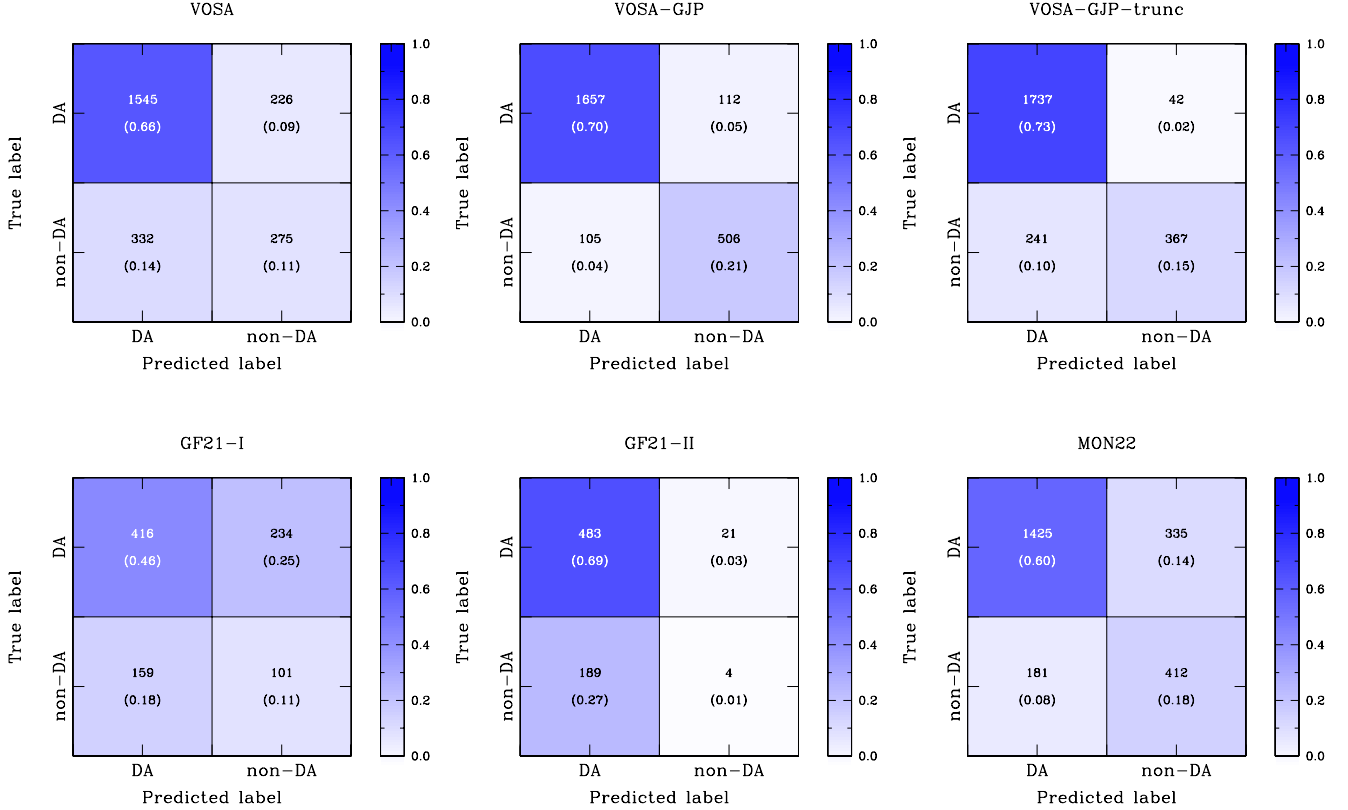 VOSA
VOSA-GJP
VOSA-GJP-trunc
True label
DA
non-DA
1545
(0.66)
226
(0.09)
332
(0.14)
275
(0.11)
DA
non-DA
Predicted label
1.0
0.8
0.6
0.4
0.2
0.0
True label
DA
non-DA
1657
(0.70)
112
(0.05)
105
(0.04)
506
(0.21)
DA
non-DA
Predicted label
1.0
0.8
0.6
0.4
0.2
0.0
True label
DA
non-DA
1737
(0.73)
42
(0.02)
241
(0.10)
367
(0.15)
DA
non-DA
Predicted label
1.0
0.8
0.6
0.4
0.2
0.0
GF21-I
GF21-II
MON22
True label
DA
non-DA
416
(0.46)
234
(0.25)
159
(0.18)
101
(0.11)
DA
non-DA
Predicted label
1.0
0.8
0.6
0.4
0.2
0.0
True label
DA
non-DA
483
(0.69)
21
(0.03)
189
(0.27)
4
(0.01)
DA
non-DA
Predicted label
1.0
0.8
0.6
0.4
0.2
0.0
True label
DA
non-DA
1425
(0.60)
335
(0.14)
181
(0.08)
412
(0.18)
DA
non-DA
Predicted label
1.0
0.8
0.6
0.4
0.2
0.0